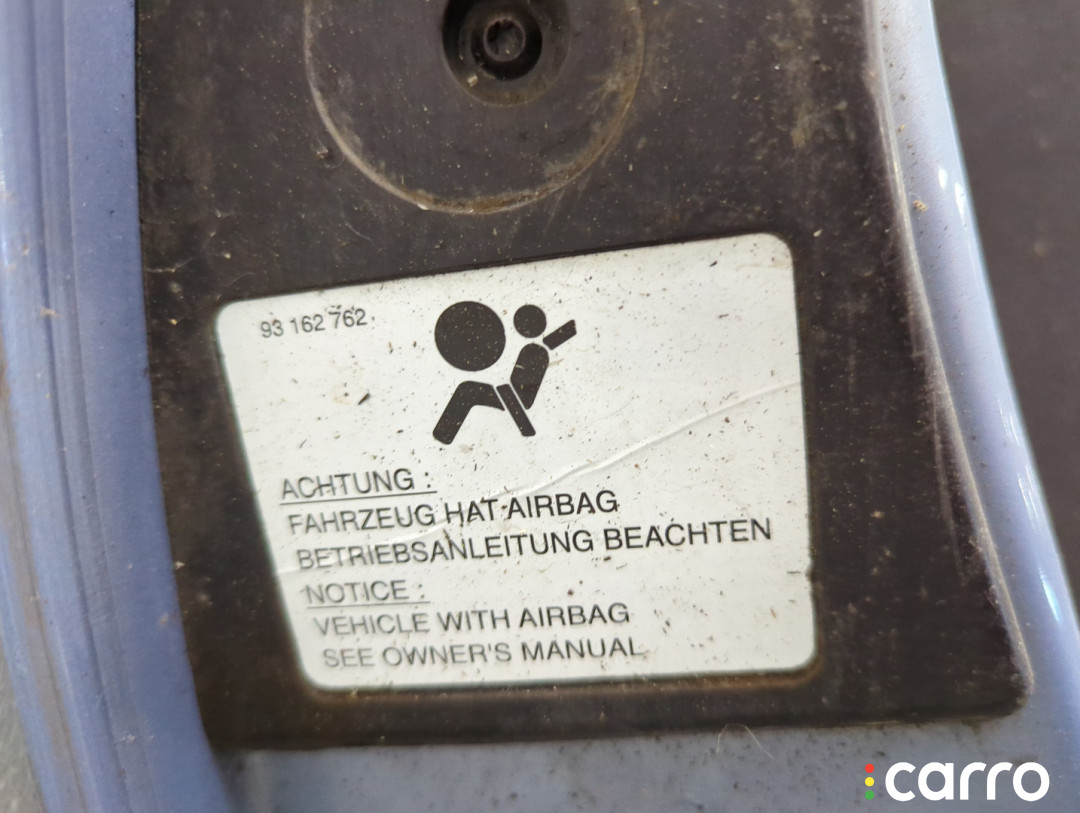 93 162 762
ACHTUNG :
FAHRZEUG HAT AIRBAG
BETRIEBSANLEITUNG BEACHTEN
NOTICE :
VEHICLE WITH AIRBAG
SEE OWNER'S MANUAL
carro